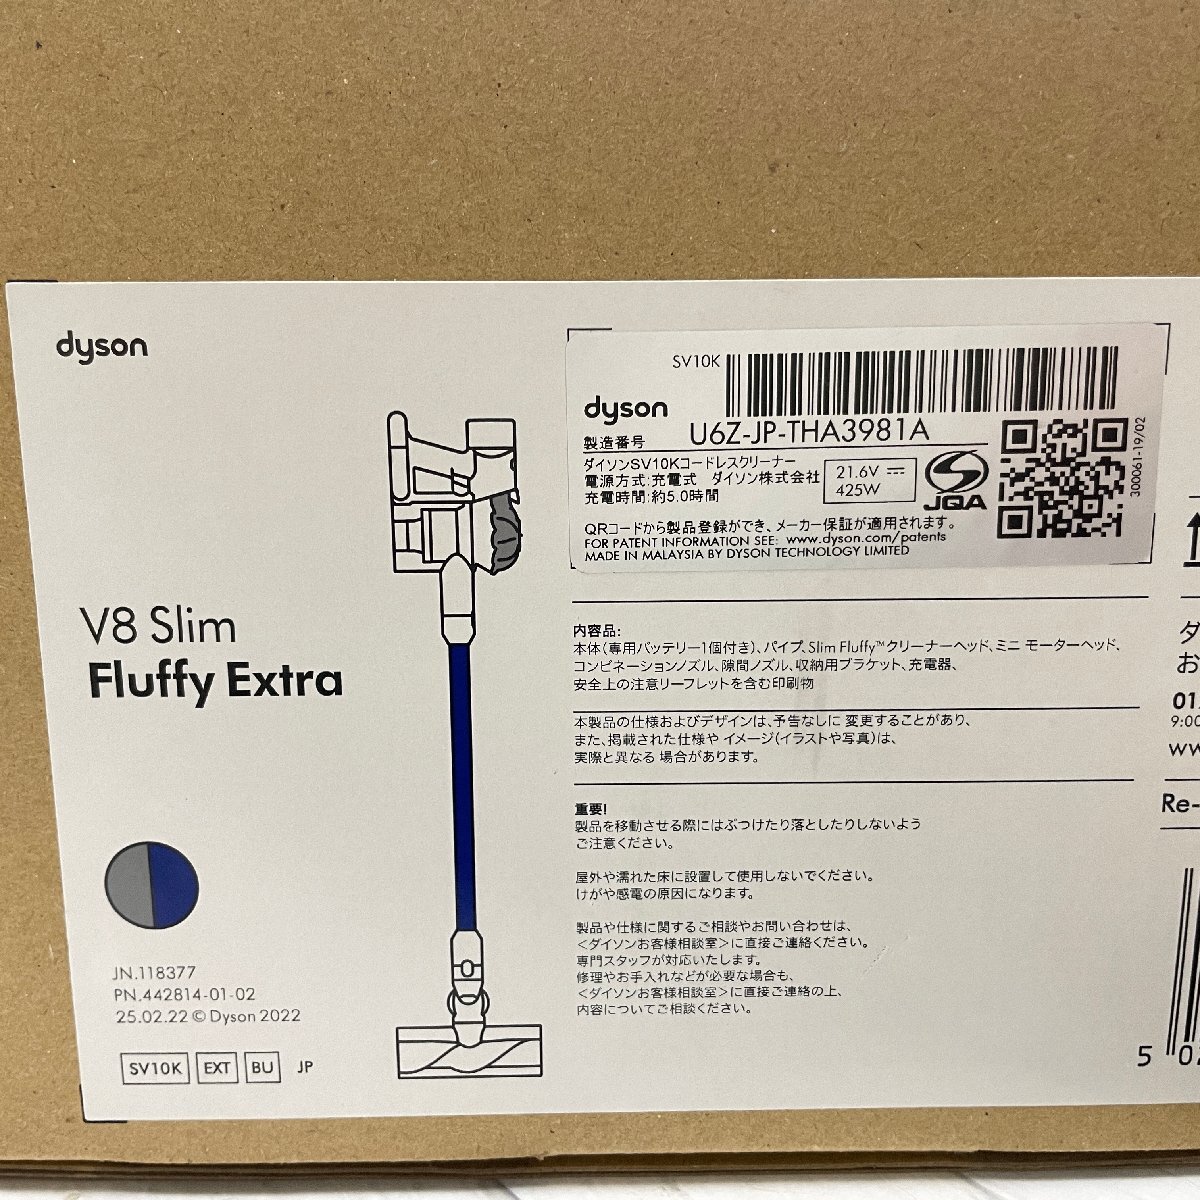 dyson
V8 Slim
Fluffy Extra
JN.118377
PN.442814-01-02
25.02.22 © Dyson 2022
SV10K EXT BU JP
SV10K
dyson
製造番号 U6Z-JP-THA3981A
ダイソンSV10Kコードレスクリーナー
電源方式:充電式 ダイソン株式会社
充電時間:約5.0時間
21.6V
425W
JQA
300061-19/02
QRコードから製品登録ができ、メーカー保証が適用されます。
FOR PATENT INFORMATION SEE: www.dyson.com/patents
MADE IN MALAYSIA BY DYSON TECHNOLOGY LIMITED
内容品:
本体(専用バッテリー1個付き)、パイプ、Slim Fluffy™クリーナーヘッド、ミニ モーターヘッド、
コンビネーションノズル、隙間ノズル、収納用ブラケット、充電器、
安全上の注意リーフレットを含む印刷物
本製品の仕様およびデザインは、予告なしに 変更することがあり、
また、掲載された仕様や イメージ(イラストや写真)は、
実際と異なる 場合があります。
重要!
製品を移動させる際にはぶつけたり落としたりしないよう
ご注意ください。
屋外や濡れた床に設置して使用しないでください。
けがや感電の原因になります。
製品や仕様に関するご相談やお問い合わせは、
<ダイソンお客様相談室>に直接ご連絡ください。
専門スタッフが対応いたします。
修理やお手入れなどが必要な場合も、
<ダイソンお客様相談室>に直接ご連絡の上、
内容についてご相談ください。
ダ
お
01
9:00
ww
Re-
5 02